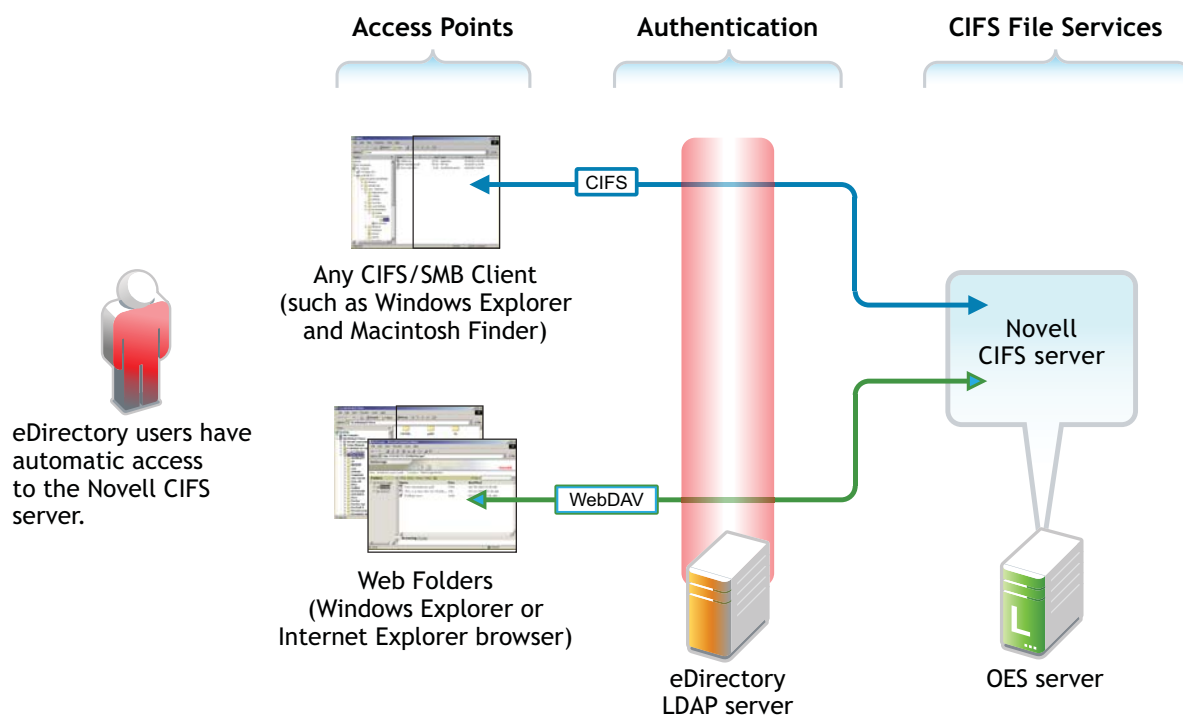 Access Points
Authentication
CIFS File Services
CIFS
Any CIFS/SMB Client
(such as Windows Explorer
and Macintosh Finder)
Novell
CIFS server
eDirectory users have
automatic access
to the Novell CIFS
server.
WebDAV
Web Folders
(Windows Explorer or
Internet Explorer browser)
L
eDirectory
LDAP server
OES server